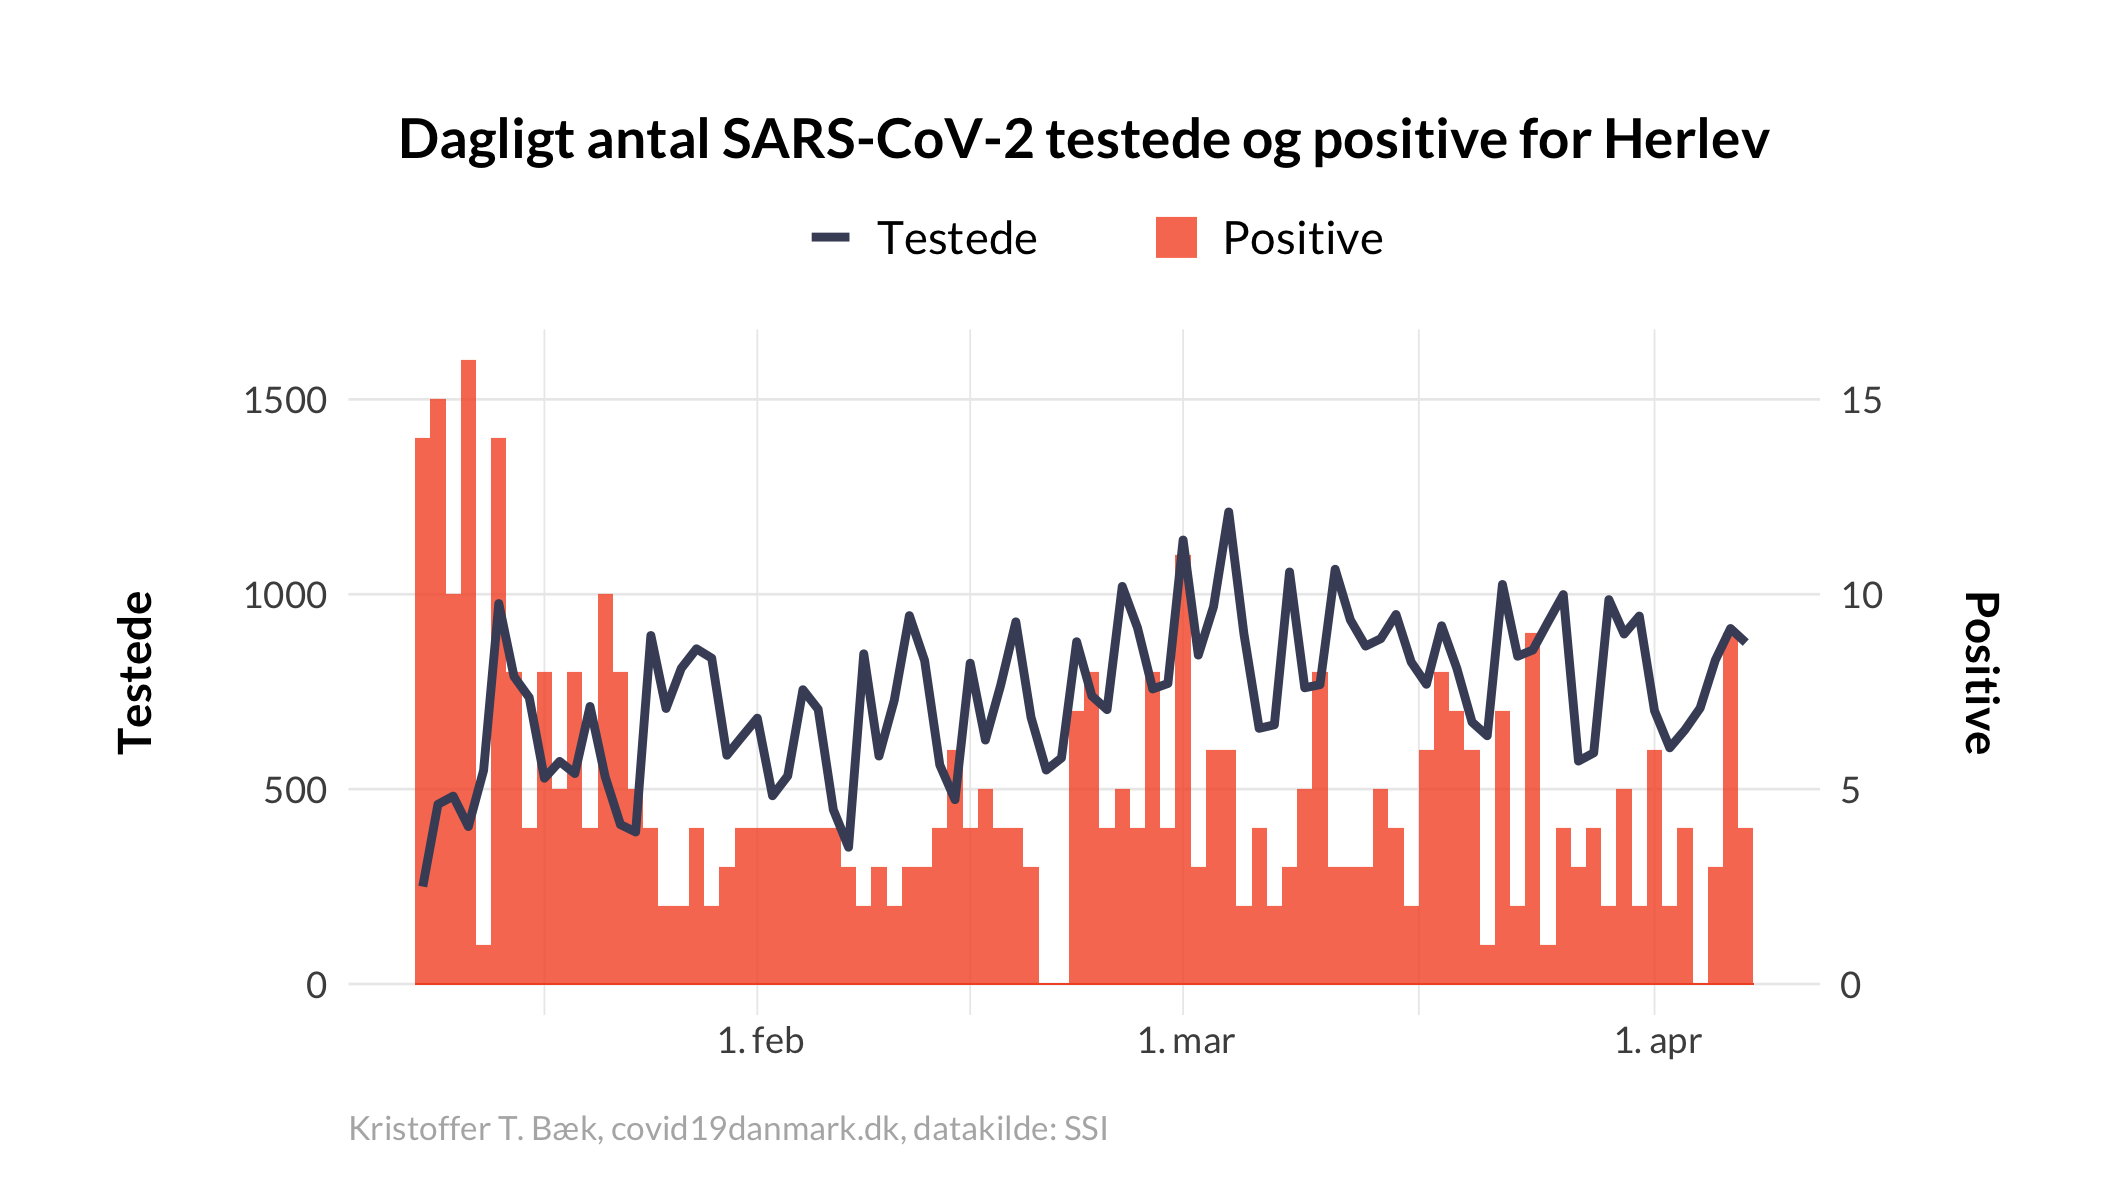 Dagligt antal SARS-CoV-2 testede og positive for Herlev
Testede Positive
1500 15
1000 10
500 5
0 0
Testede
Positive
1. feb 1. mar 1. apr
Kristoffer T. Bæk, covid19danmark.dk, datakilde: SSI